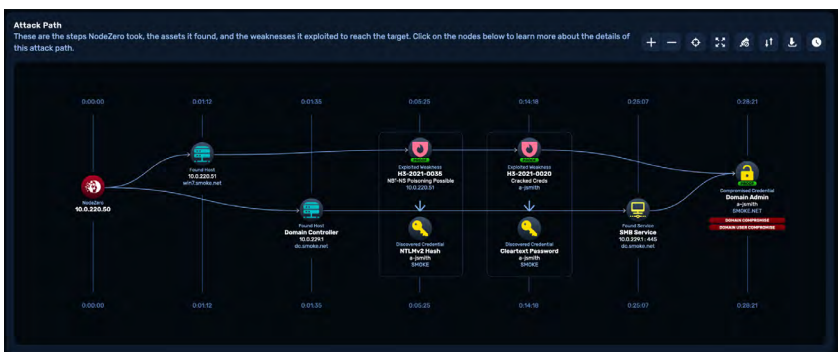 Attack Path
These are the steps NodeZero took, the assets it found, and the weaknesses it exploited to reach the target. Click on the nodes below to learn more about the details of
this attack path.
0:00:00
0:01:12
0:01:35
0:05:25
0:14:18
0:25:07
0:28:21
NodeZero
10.0.220.50
Found Host
10.0.220.51
win7.smoke.net
Found Host
Domain Controller
10.0.229.1
dc.smoke.net
PROOF
Exploited Weakness
H3-2021-0035
NBT-NS Poisoning Possible
10.0.220.51
Discovered Credential
NTLMv2 Hash
a-jsmith
SMOKE
PROOF
Exploited Weakness
H3-2021-0020
Cracked Creds
a-jsmith
Discovered Credential
Cleartext Password
a-jsmith
SMOKE
Found Service
SMB Service
10.0.229.1 : 445
dc.smoke.net
PROOF
Compromised Credential
Domain Admin
a-jsmith
SMOKE.NET
DOMAIN COMPROMISE
DOMAIN USER COMPROMISE
0:00:00
0:01:12
0:01:35
0:05:25
0:14:18
0:25:07
0:28:21